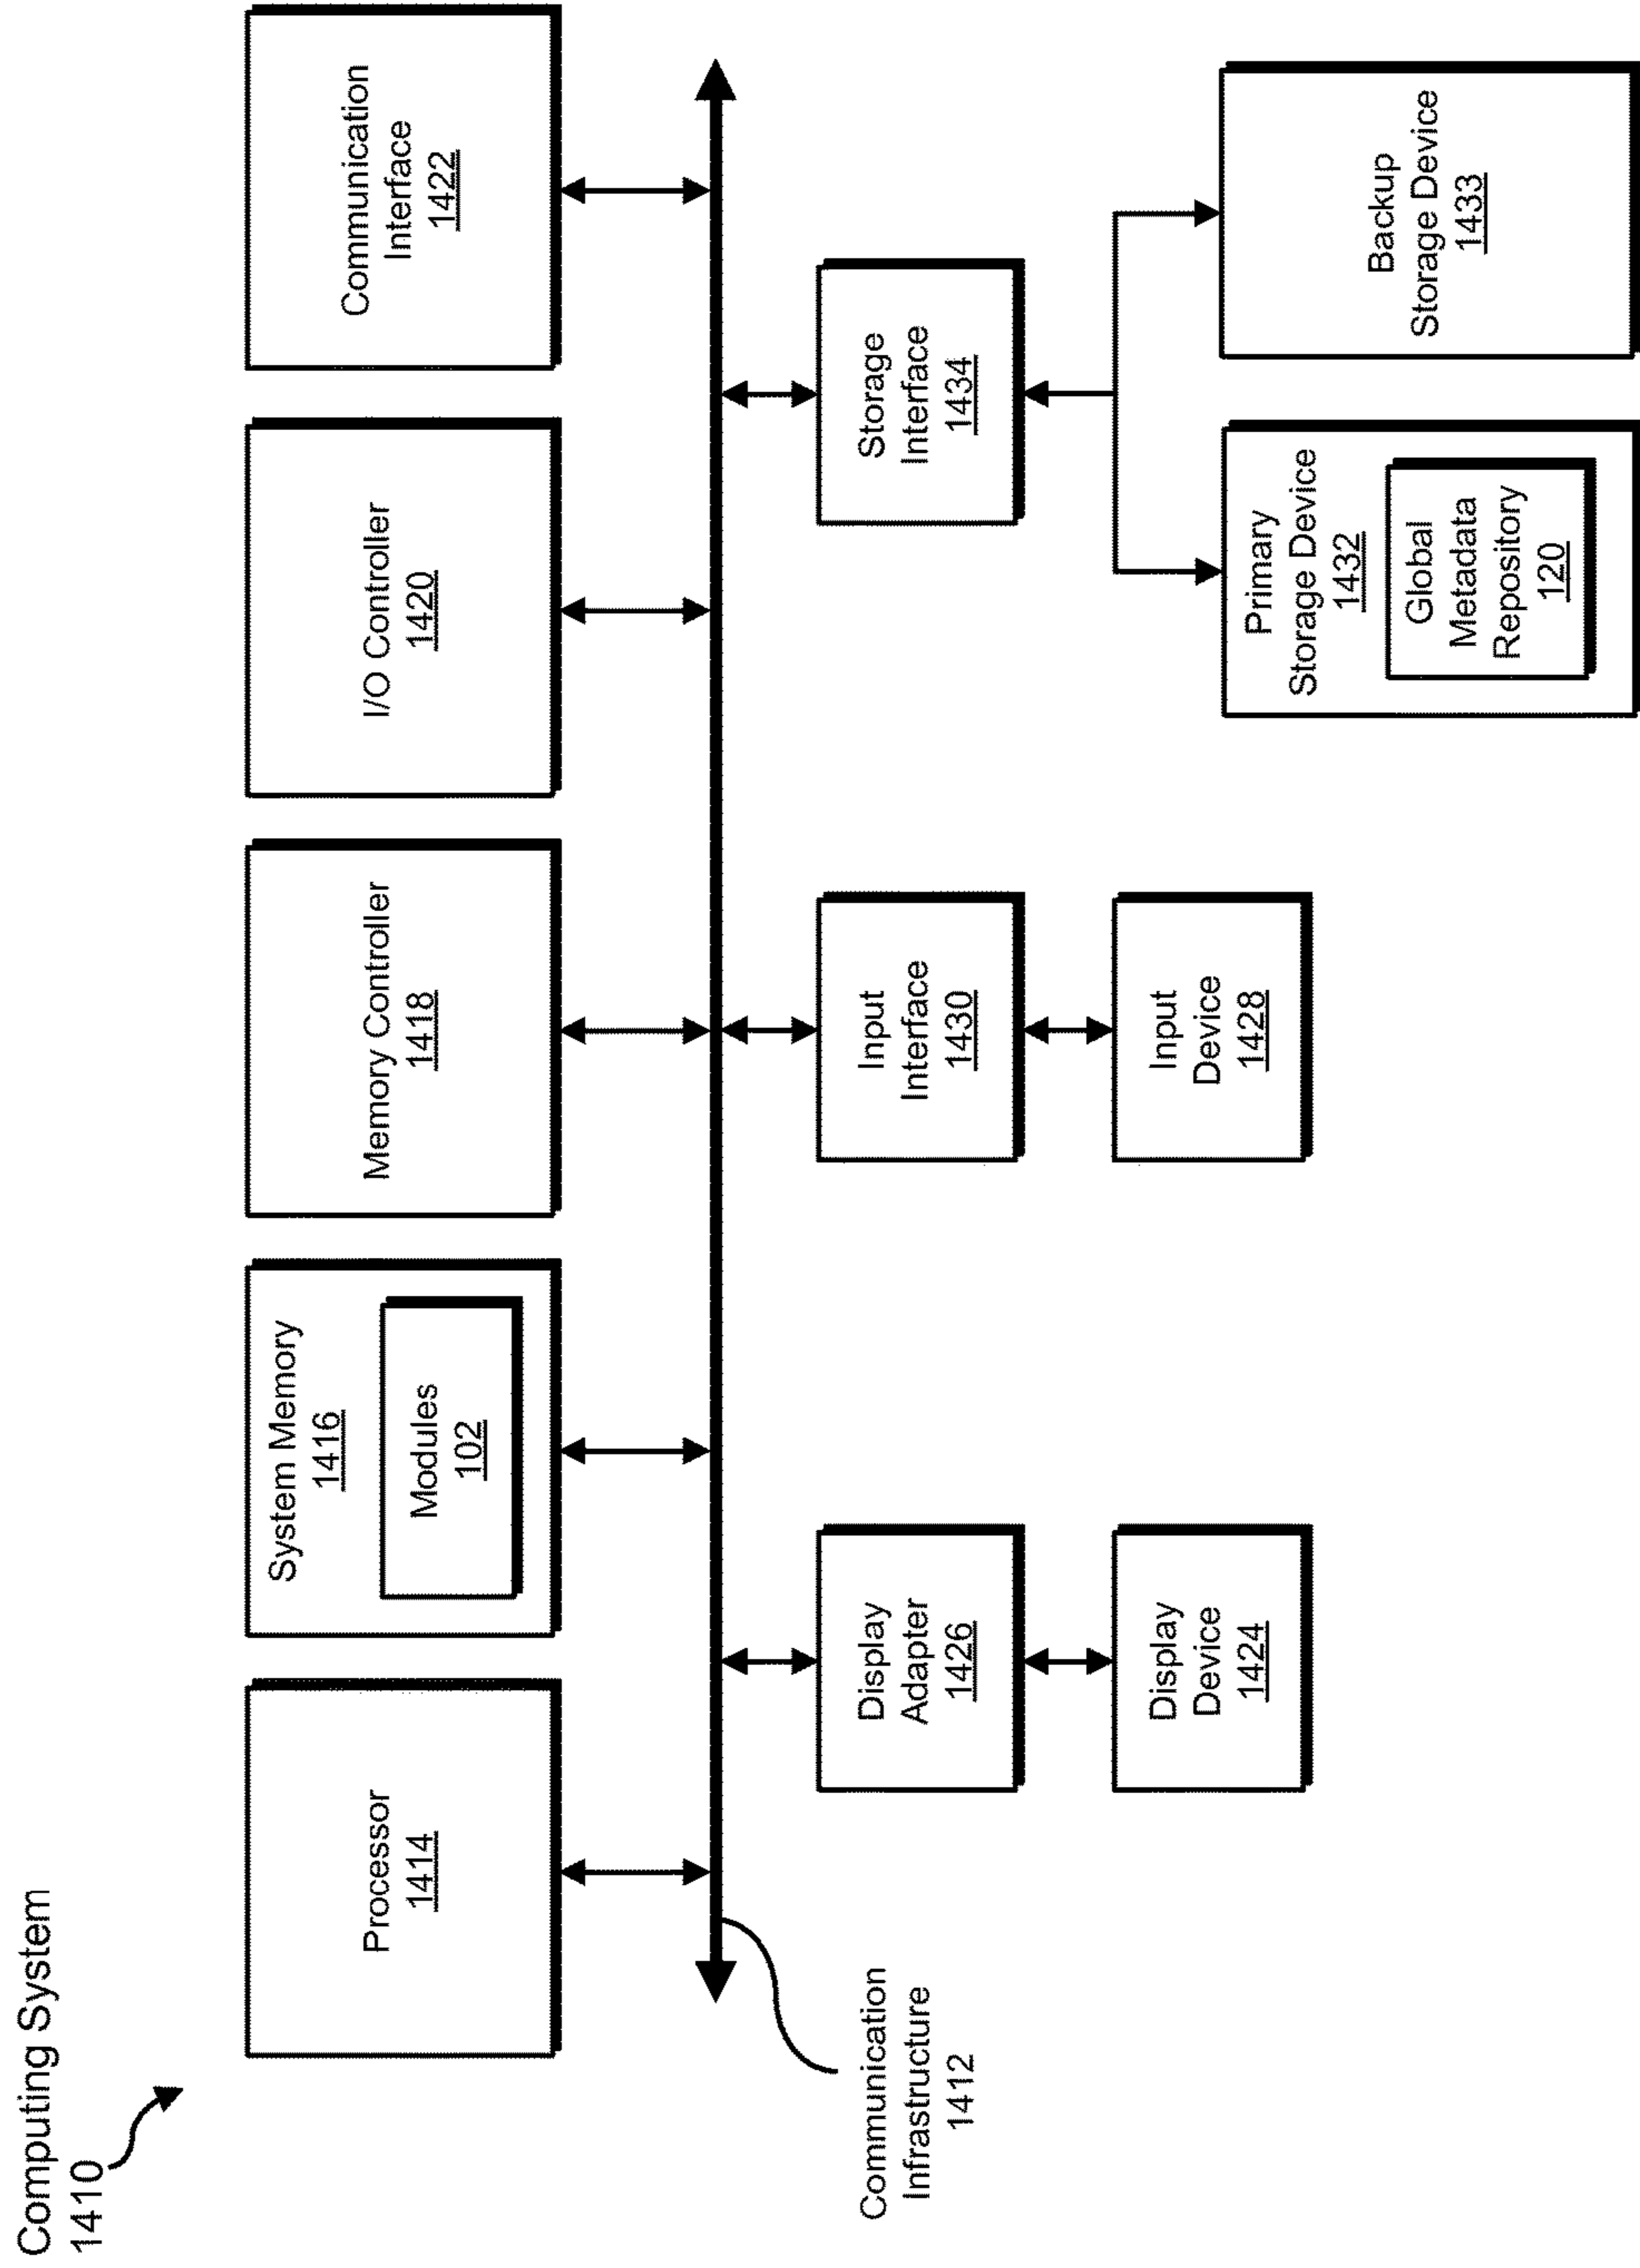 Computing System
1410
Processor
1414
System Memory
1416
Modules
102
Memory Controller
1418
I/O Controller
1420
Communication
Interface
1422
Communication
Infrastructure
1412
Display
Adapter
1426
Input
Interface
1430
Storage
Interface
1434
Display
Device
1424
Input
Device
1428
Primary
Storage Device
1432
Global
Metadata
Repository
120
Backup
Storage Device
1433